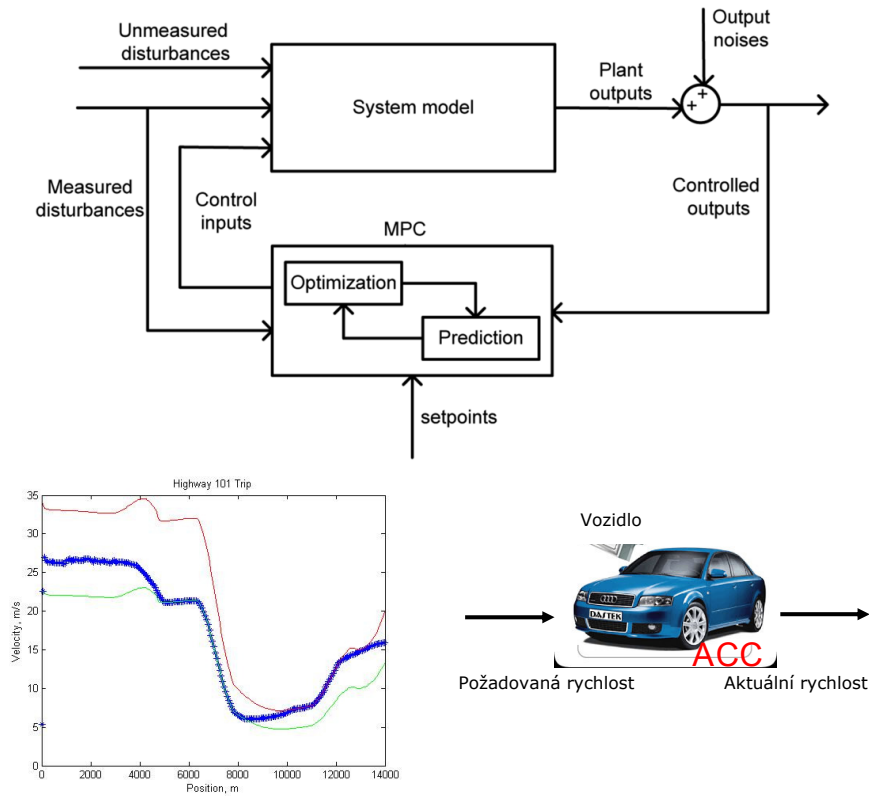 Unmeasured
disturbances
Output
noises
Plant
outputs
System model
+
+
Measured
disturbances
Control
inputs
Controlled
outputs
MPC
Optimization
Prediction
setpoints
Highway 101 Trip
35
30
25
20
15
10
5
0
Velocity, m/s
0 2000 4000 6000 8000 10000 12000 14000
Position, m
Vozidlo
DASTEK
ACC
Požadovaná rychlost
Aktuální rychlost